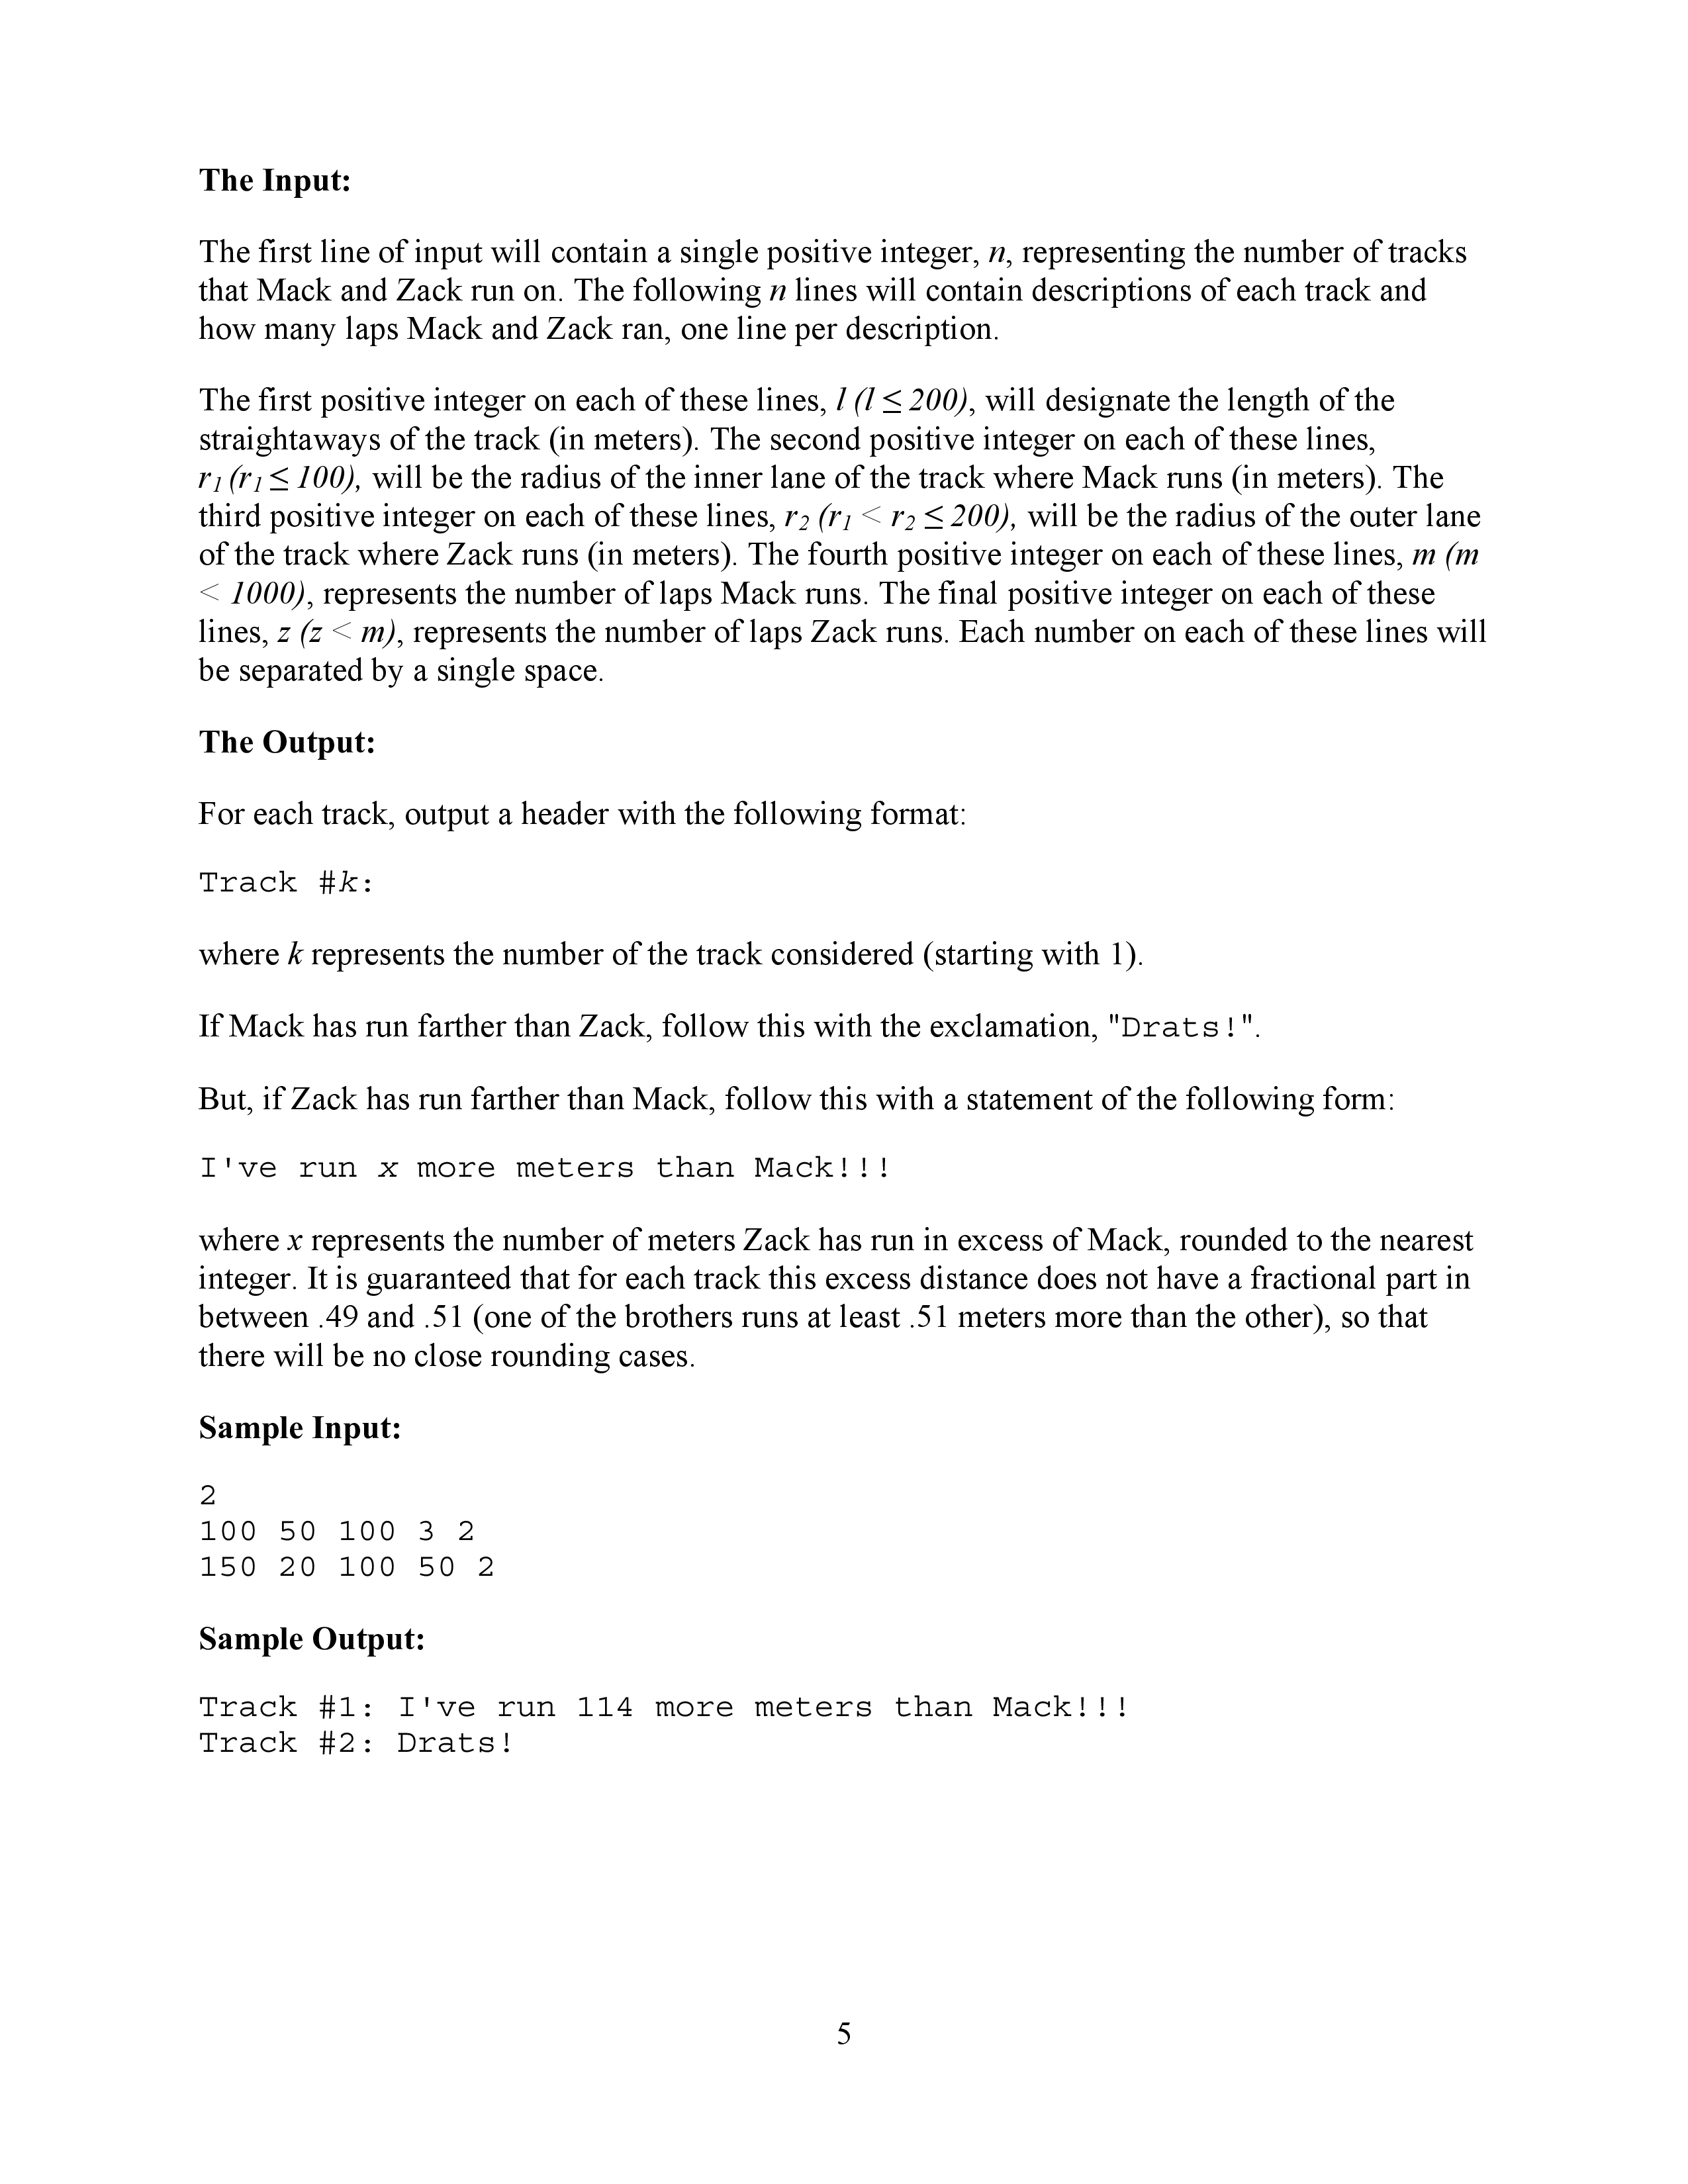 The Input:
The first line of input will contain a single positive integer, n, representing the number of tracks
that Mack and Zack run on. The following n lines will contain descriptions of each track and
how many laps Mack and Zack ran, one line per description.
The first positive integer on each of these lines, l (l ≤ 200), will designate the length of the
straightaways of the track (in meters). The second positive integer on each of these lines,
r1 (r1 ≤ 100), will be the radius of the inner lane of the track where Mack runs (in meters). The
third positive integer on each of these lines, r2 (r1 < r2 ≤ 200), will be the radius of the outer lane
of the track where Zack runs (in meters). The fourth positive integer on each of these lines, m (m
< 1000), represents the number of laps Mack runs. The final positive integer on each of these
lines, z (z < m), represents the number of laps Zack runs. Each number on each of these lines will
be separated by a single space.
The Output:
For each track, output a header with the following format:
Track #k:
where k represents the number of the track considered (starting with 1).
If Mack has run farther than Zack, follow this with the exclamation, "Drats!".
But, if Zack has run farther than Mack, follow this with a statement of the following form:
I've run x more meters than Mack!!!
where x represents the number of meters Zack has run in excess of Mack, rounded to the nearest
integer. It is guaranteed that for each track this excess distance does not have a fractional part in
between .49 and .51 (one of the brothers runs at least .51 meters more than the other), so that
there will be no close rounding cases.
Sample Input:
2
100 50 100 3 2
150 20 100 50 2
Sample Output:
Track #1: I've run 114 more meters than Mack!!!
Track #2: Drats!
5